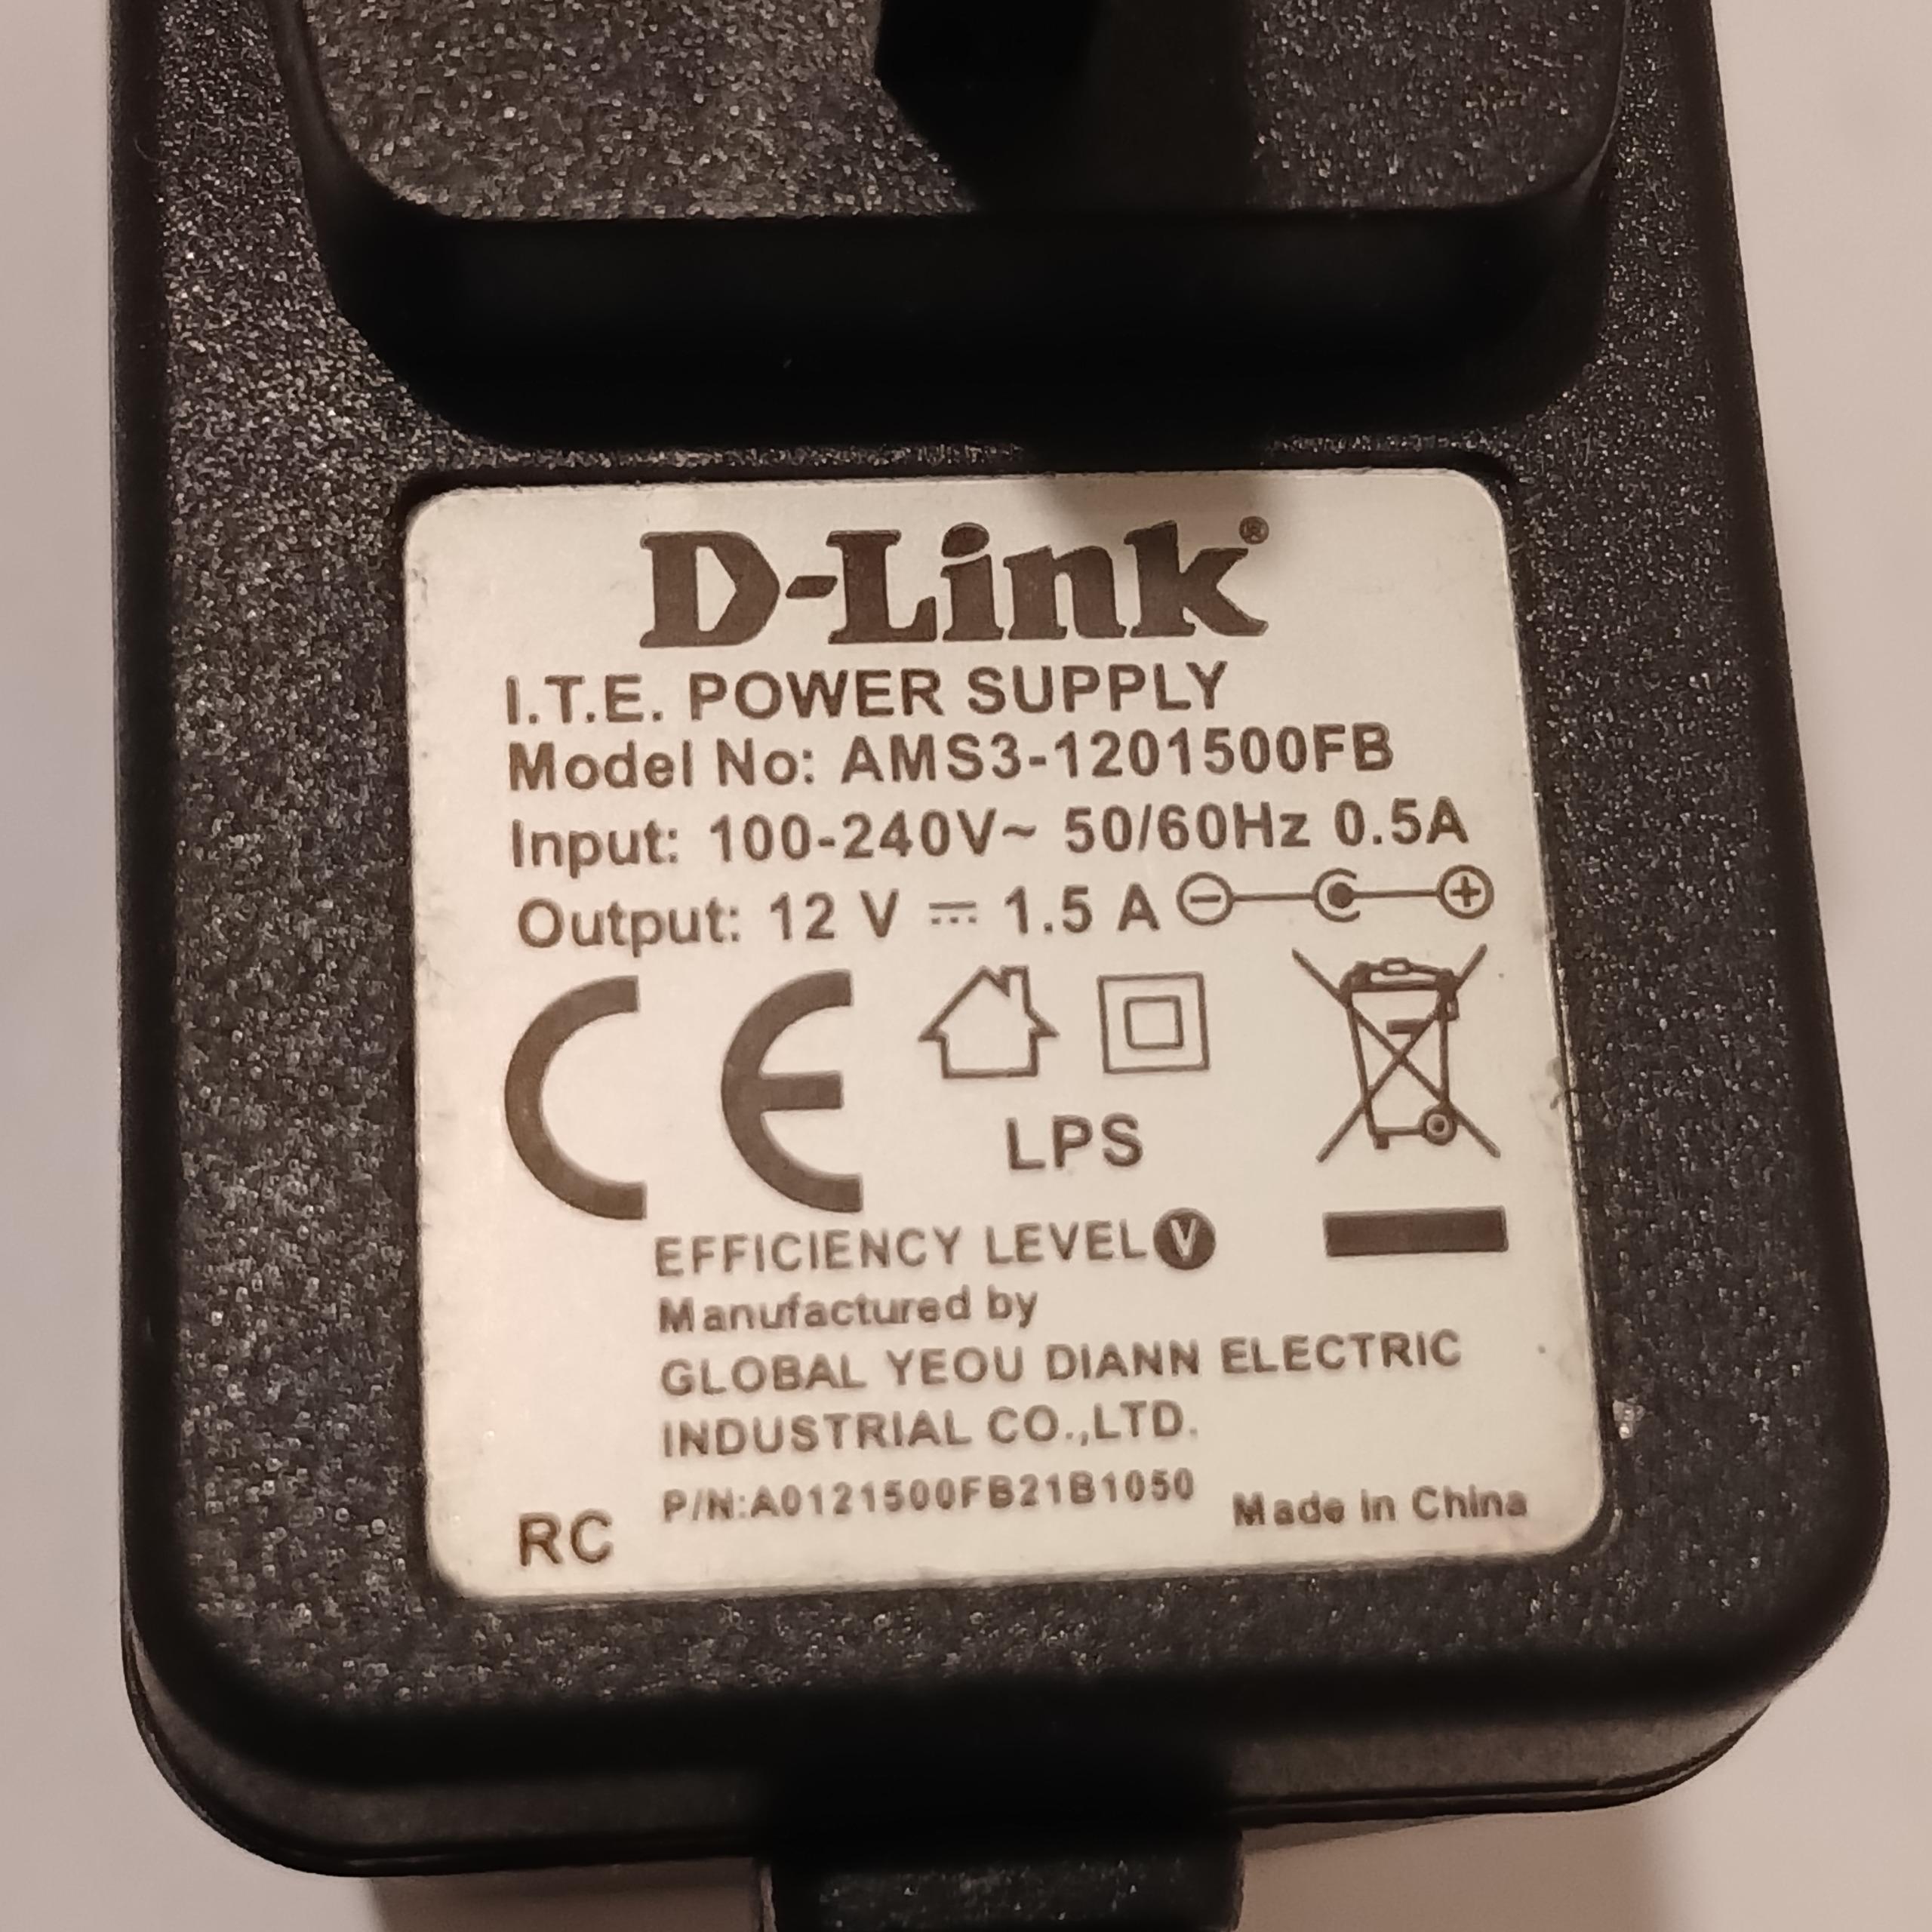 D-Link®
I.T.E. POWER SUPPLY
Model No: AMS3-1201500FB
Input: 100-240V~ 50/60Hz 0.5A
Output: 12 V ⎓ 1.5 A
CE
LPS
EFFICIENCY LEVEL V
Manufactured by
GLOBAL YEOU DIANN ELECTRIC
INDUSTRIAL CO.,LTD.
P/N:A0121500FB21B1050
RC
Made in China